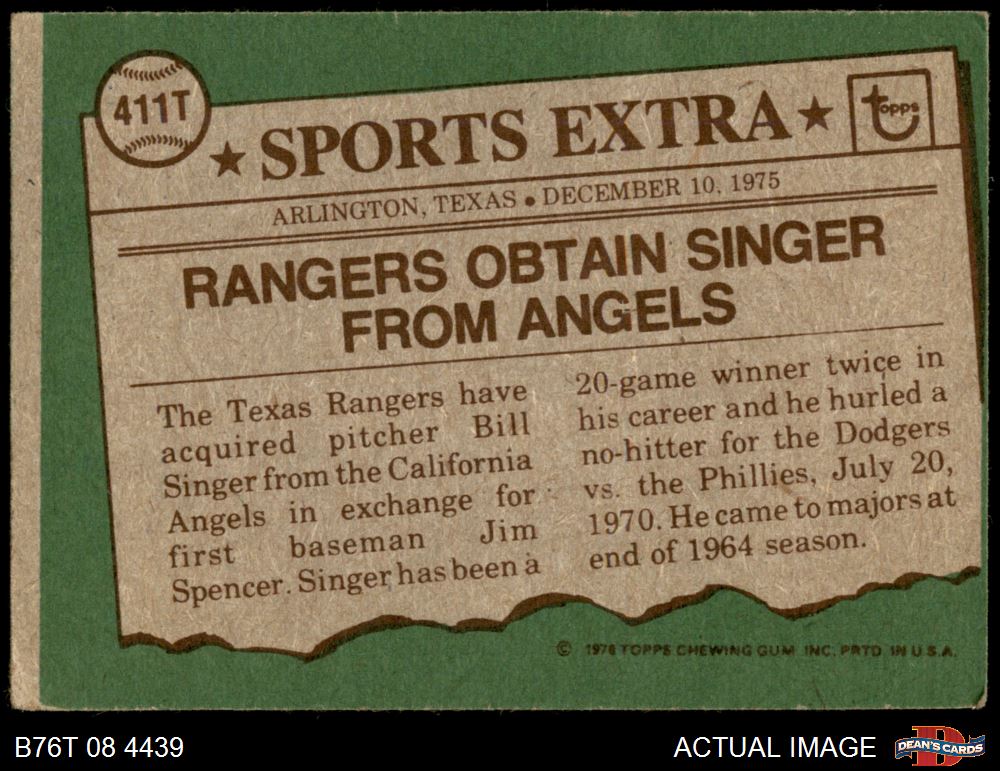 411T
★ SPORTS EXTRA ★
topps
ARLINGTON, TEXAS • DECEMBER 10, 1975
RANGERS OBTAIN SINGER
FROM ANGELS
The Texas Rangers have
acquired pitcher Bill
Singer from the California
Angels in exchange for
first baseman Jim
Spencer. Singer has been a
20-game winner twice in
his career and he hurled a
no-hitter for the Dodgers
vs. the Phillies, July 20,
1970. He came to majors at
end of 1964 season.
© 1976 TOPPS CHEWING GUM INC. PRTD IN U.S.A.
B76T 08 4439
ACTUAL IMAGE
D
DEAN'S CARDS